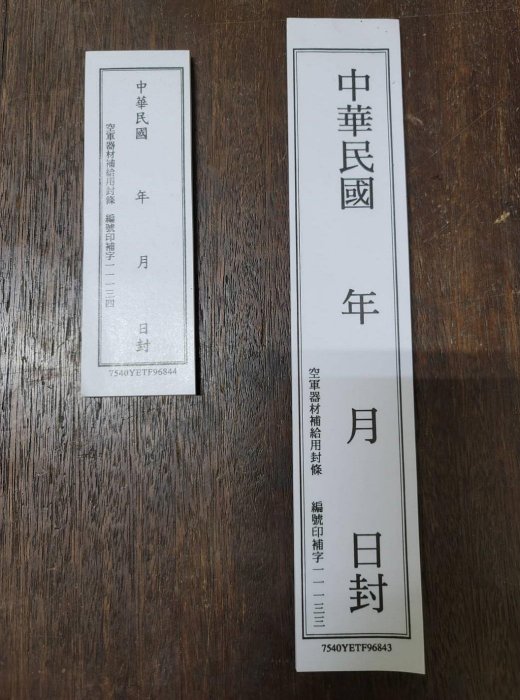 中華民國 年 月 日封
空軍器材補給用封條 編號印補字一一一三四
7540YETF96844
中華民國 年 月 日封
空軍器材補給用封條 編號印補字一一一三三
7540YETF96843